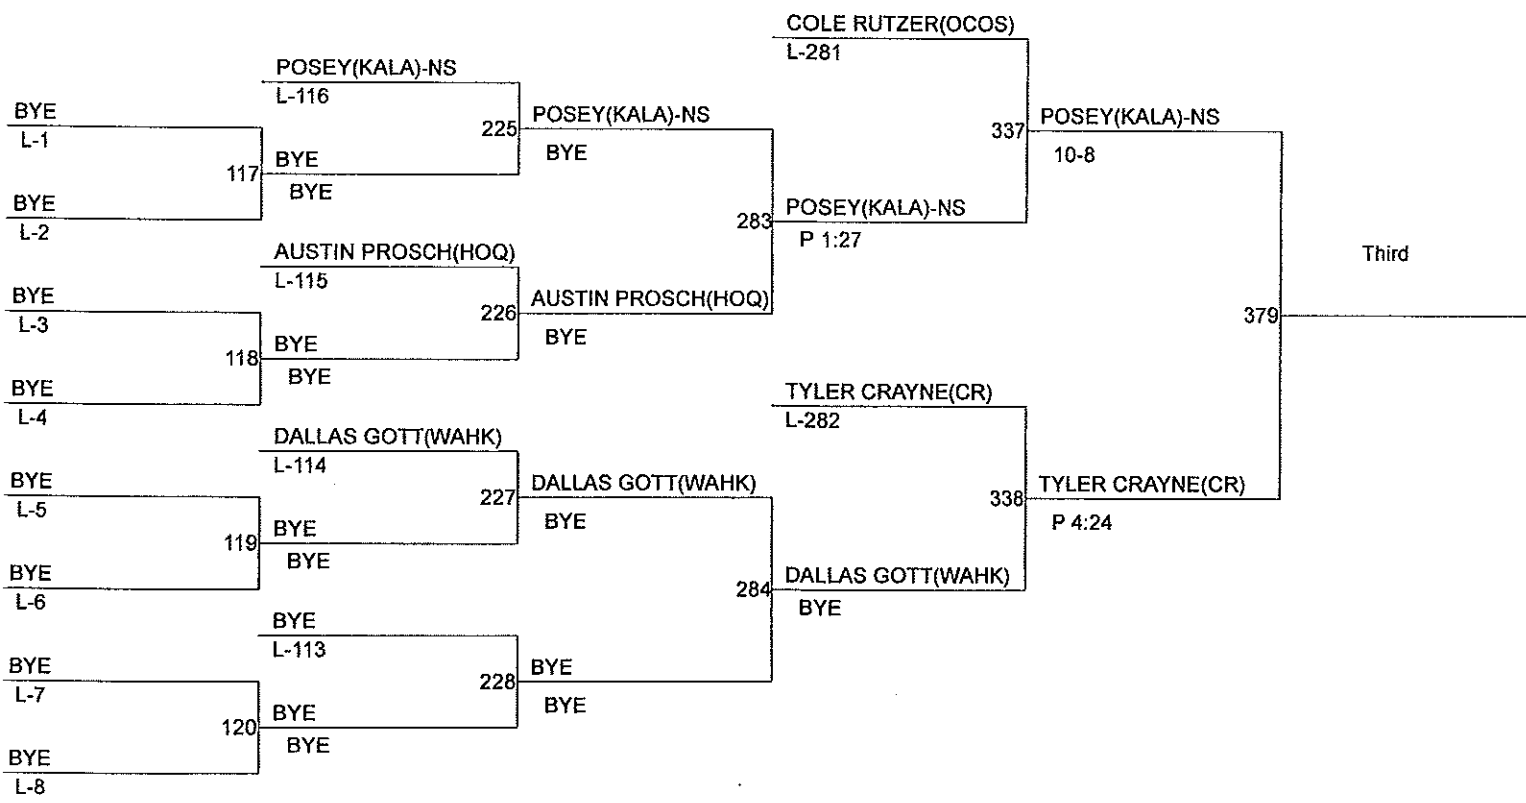 COLE RUTZER(OCOS)
L-281
POSEY(KALA)-NS
L-116
BYE
L-1
225
POSEY(KALA)-NS
BYE
337
POSEY(KALA)-NS
10-8
117
BYE
BYE
BYE
L-2
283
POSEY(KALA)-NS
P 1:27
AUSTIN PROSCH(HOQ)
L-115
Third
BYE
L-3
226
AUSTIN PROSCH(HOQ)
BYE
379
118
BYE
BYE
BYE
L-4
TYLER CRAYNE(CR)
L-282
DALLAS GOTT(WAHK)
L-114
BYE
L-5
227
DALLAS GOTT(WAHK)
BYE
338
TYLER CRAYNE(CR)
P 4:24
119
BYE
BYE
BYE
L-6
284
DALLAS GOTT(WAHK)
BYE
BYE
L-113
BYE
L-7
228
BYE
BYE
120
BYE
BYE
BYE
L-8